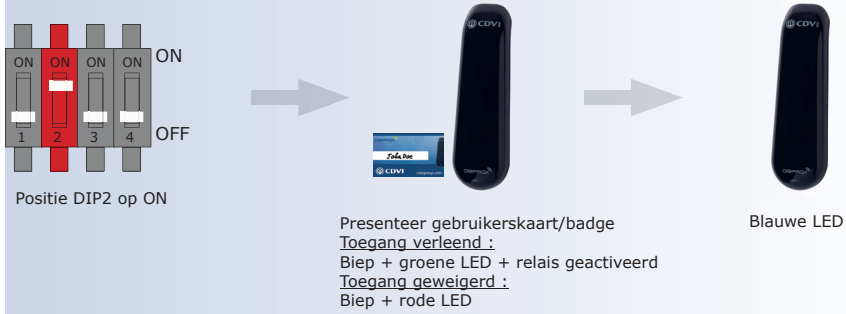 ON ON ON ON
ON
1 2 3 4
OFF
Positie DIP2 op ON
CDVI
John Doe
CDVI
Presenteer gebruikerskaart/badge
Toegang verleend :
Biep + groene LED + relais geactiveerd
Toegang geweigerd :
Biep + rode LED
CDVI
Blauwe LED